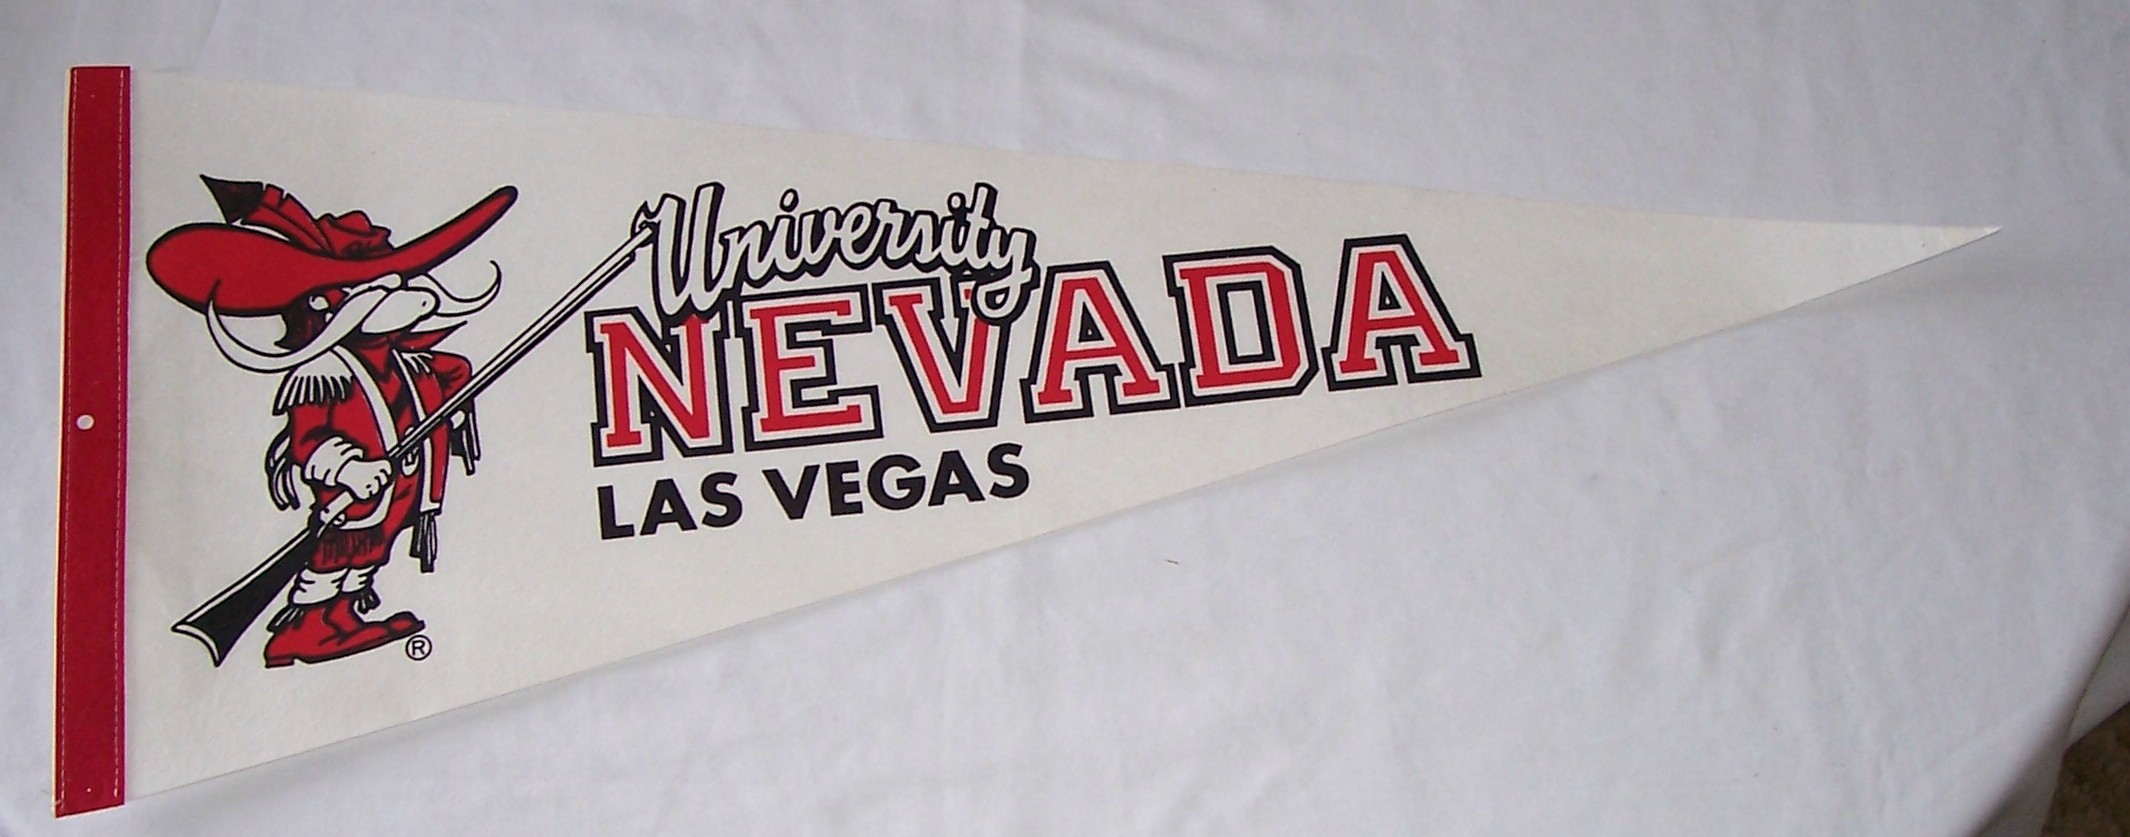 University
NEVADA
LAS VEGAS
®